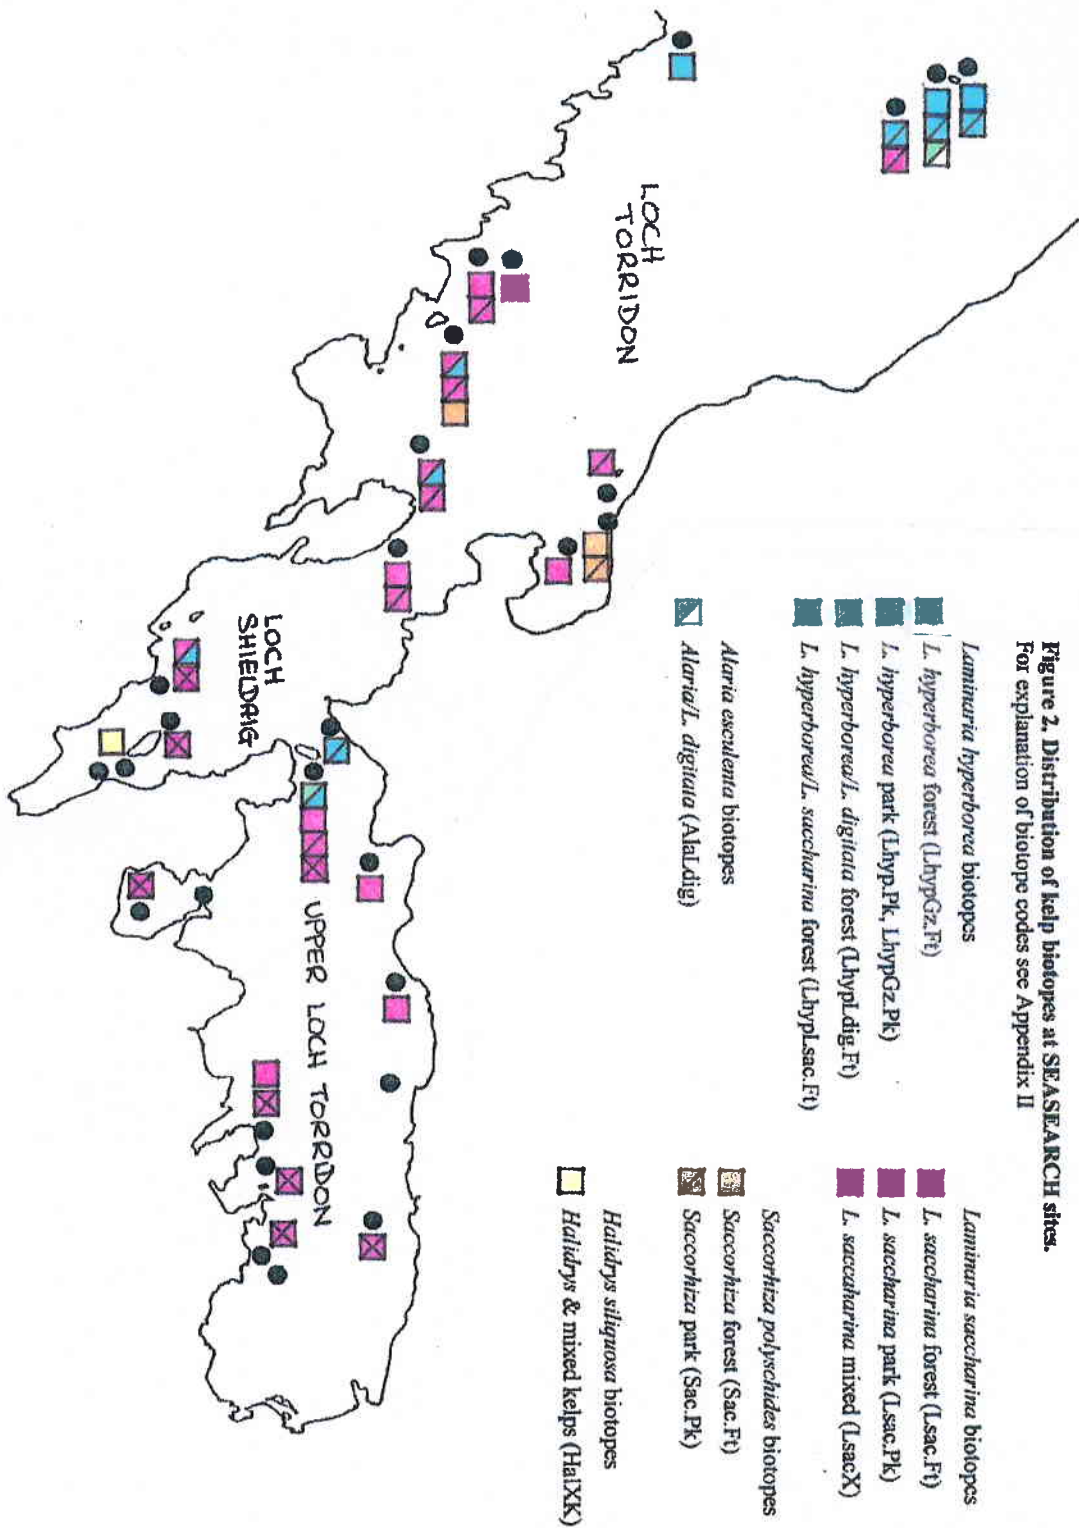 Figure 2. Distribution of kelp biotopes at SEASEARCH sites.
For explanation of biotope codes see Appendix II
Laminaria hyperborea biotopes
L. hyperborea forest (LhypGz.Ft)
L. hyperborea park (Lhyp.Pk, LhypGz.Pk)
L. hyperborea/L. digitata forest (LhypLdig.Ft)
L. hyperborea/L. saccharina forest (LhypLsac.Ft)
Alaria esculenta biotopes
Alaria/L. digitata (AlaLdig)
Laminaria saccharina biotopes
L. saccharina forest (Lsac.Ft)
L. saccharina park (Lsac.Pk)
L. saccaharina mixed (LsacX)
Saccorhiza polyschides biotopes
Saccorhiza forest (Sac.Ft)
Saccorhiza park (Sac.Pk)
Halidrys siliquosa biotopes
Halidrys & mixed kelps (HalXK)
LOCH
TORRIDON
LOCH
SHIELDAIG
UPPER LOCH TORRIDON